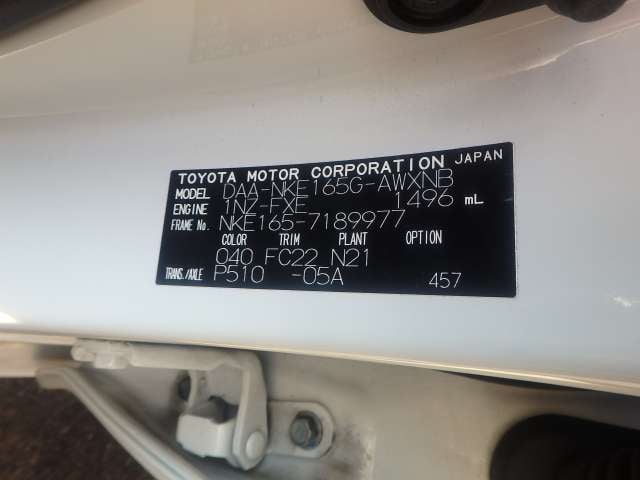 TOYOTA MOTOR CORPORATION JAPAN
MODEL DAA-NKE165G-AWXNB
ENGINE 1NZ-FXE 1496 mL
FRAME No. NKE165-7189977
COLOR TRIM PLANT OPTION
040 FC22 N21
TRANS./AXLE P510 -05A 457